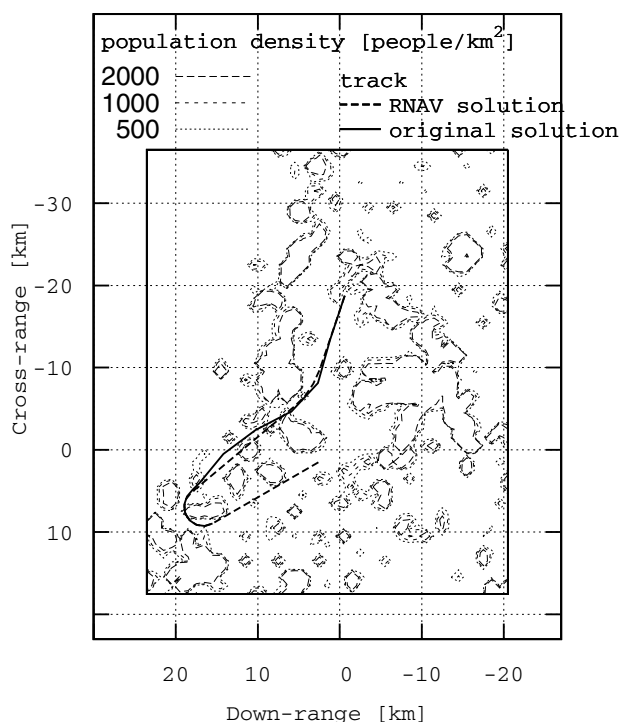 population density [people/km²]
2000
1000
500
track
RNAV solution
original solution
Cross-range [km]
-30
-20
-10
0
10
20
10
0
-10
-20
Down-range [km]